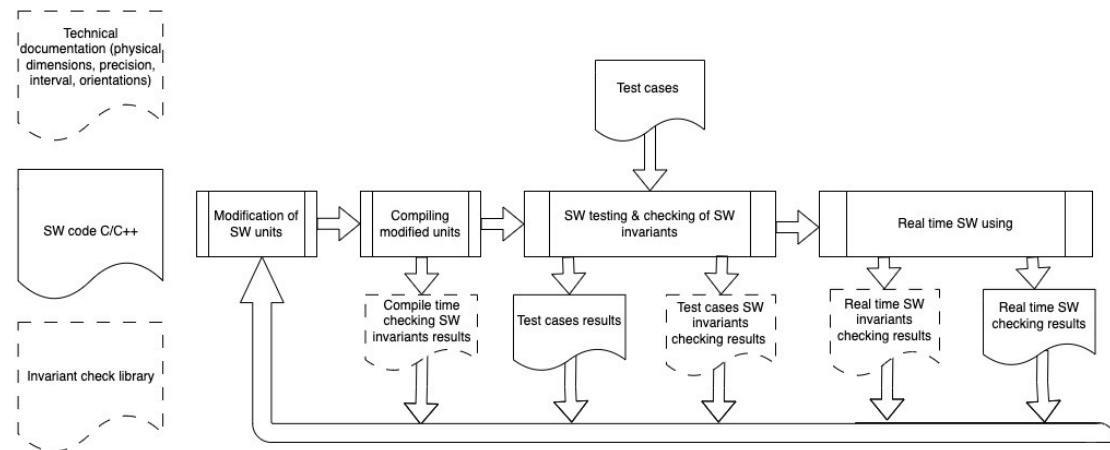 Technical
documentation (physical
dimensions, precision,
interval, orientations)
Test cases
SW code C/C++
Modification of
SW units
Compiling
modified units
SW testing & checking of SW
invariants
Real time SW using
Compile time
checking SW
invariants results
Test cases results
Test cases SW
invariants
checking results
Real time SW
invariants
checking results
Real time SW
checking results
Invariant check library